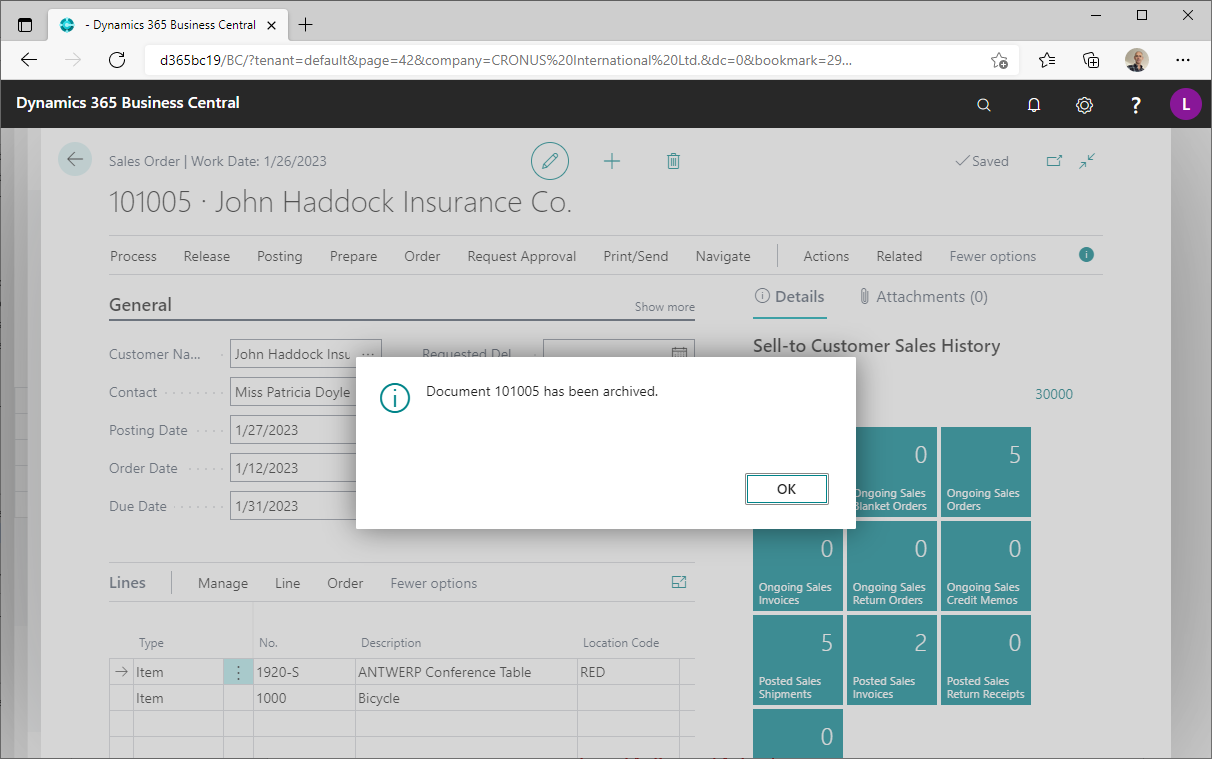 - Dynamics 365 Business Central
d365bc19/BC/?tenant=default&page=42&company=CRONUS%20International%20Ltd.&dc=0&bookmark=29...
Dynamics 365 Business Central
?
L
Sales Order | Work Date: 1/26/2023
Saved
101005 · John Haddock Insurance Co.
Process Release Posting Prepare Order Request Approval Print/Send Navigate Actions Related Fewer options
General
Show more
Details
Attachments (0)
Customer Na...
John Haddock Insu
Requested Del
Contact
Miss Patricia Doyle
Posting Date
1/27/2023
Order Date
1/12/2023
Due Date
1/31/2023
Document 101005 has been archived.
OK
Sell-to Customer Sales History
30000
0
Ongoing Sales
Blanket Orders
5
Ongoing Sales
Orders
0
Ongoing Sales
Invoices
0
Ongoing Sales
Return Orders
0
Ongoing Sales
Credit Memos
5
Posted Sales
Shipments
2
Posted Sales
Invoices
0
Posted Sales
Return Receipts
0
Lines Manage Line Order Fewer options
Type No. Description Location Code
Item 1920-S ANTWERP Conference Table RED
Item 1000 Bicycle